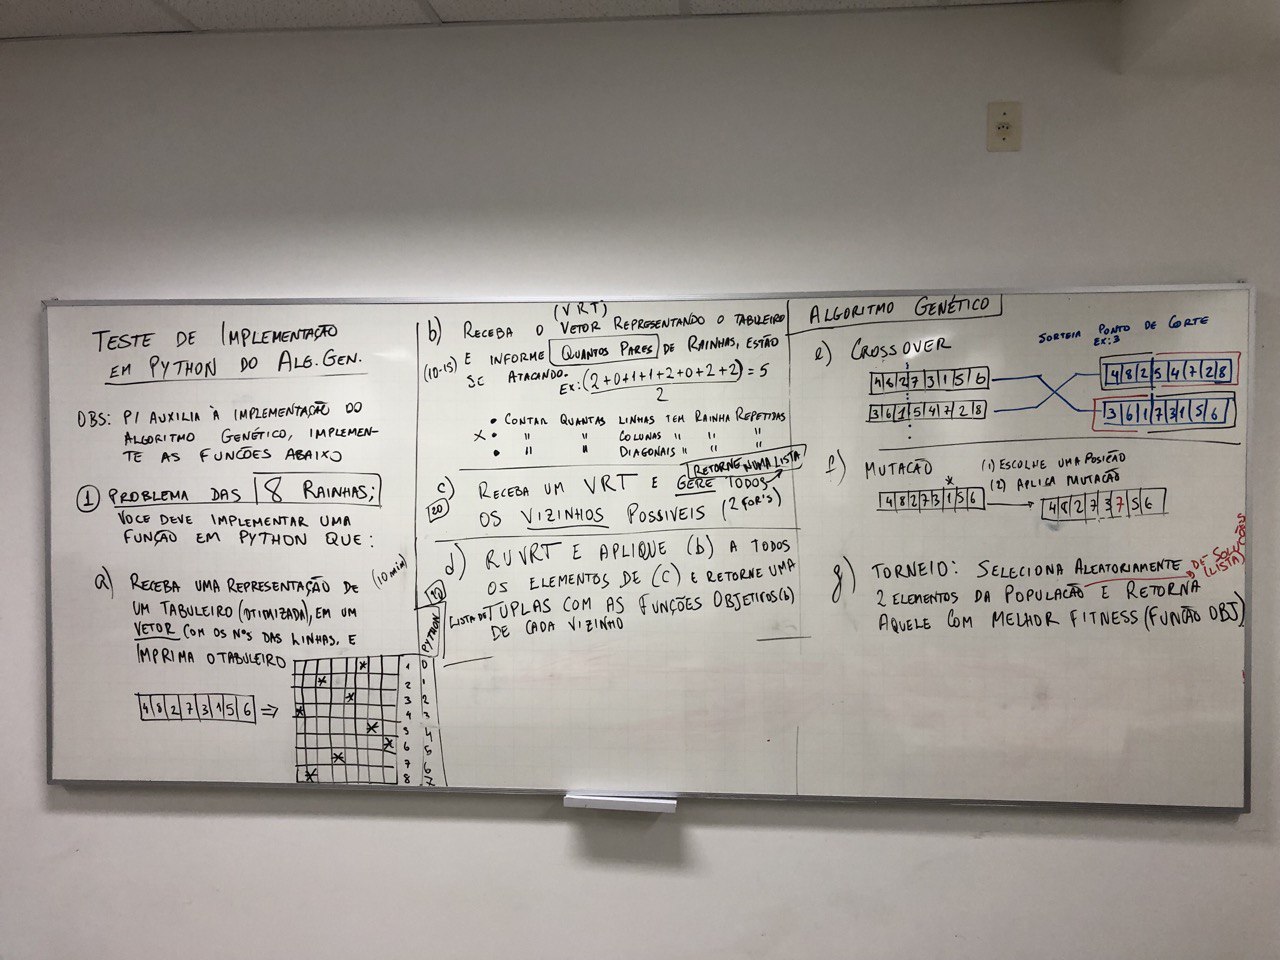 TESTE DE IMPLEMENTAÇÃO
EM PYTHON DO ALG.GEN.
OBS: P/ AUXILIA À IMPLEMENTAÇÃO DO
ALGORITMO GENÉTICO, IMPLEMEN-
TE AS FUNÇÕES ABAIXO
1 PROBLEMA DAS 8 RAINHAS;
VOCE DEVE IMPLEMENTAR UMA
FUNÇÃO EM PYTHON QUE:
a) RECEBA UMA REPRESENTAÇÃO DE (10 min)
UM TABULEIRO (OTIMIZADA), EM UM
VETOR COM OS NºS DAS LINHAS, E
IMPRIMA O TABULEIRO
4 8 2 7 3 1 5 6 ⇒
1 0
2 1
3 2
4 3
5 4
6 5
7 6
8 7
PYTHON
(VRT)
b) RECEBA O VETOR REPRESENTANDO O TABULEIRO
(10-15) E INFORME QUANTOS PARES DE RAINHAS, ESTÃO
SE ATACANDO.
EX: (2+0+1+1+2+0+2+2) = 5
2
• CONTAR QUANTAS LINHAS TEM RAINHA REPETIDAS
X • " " COLUNAS " " "
• " " DIAGONAIS " " "
RETORNE NUMA LISTA
c) RECEBA UM VRT E GERE TODOS
20 OS VIZINHOS POSSIVEIS (2 FOR'S)
d) R U VRT E APLIQUE (b) A TODOS
OS ELEMENTOS DE (C) E RETORNE UMA
LISTA DE TUPLAS COM AS FUNÇÕES OBJETIVOS (b)
DE CADA VIZINHO
ALGORITMO GENÉTICO
e) CROSSOVER
SORTEIA PONTO DE CORTE
EX: 3
4 8 2 7 3 1 5 6
3 6 1 5 4 7 2 8
4 8 2 5 4 7 2 8
3 6 1 7 3 1 5 6
f) MUTAÇÃO
(1) ESCOLHE UMA POSIÇÃO
(2) APLICA MUTAÇÃO
4 8 2 7 3 1 5 6
4 8 2 7 3 7 5 6
g) TORNEIO: SELECIONA ALEATORIAMENTE
2 ELEMENTOS DA POPULAÇÃO E RETORNA
AQUELE COM MELHOR FITNESS (FUNÇÃO OBJ)
DE SOLUÇÕES
(LISTA)